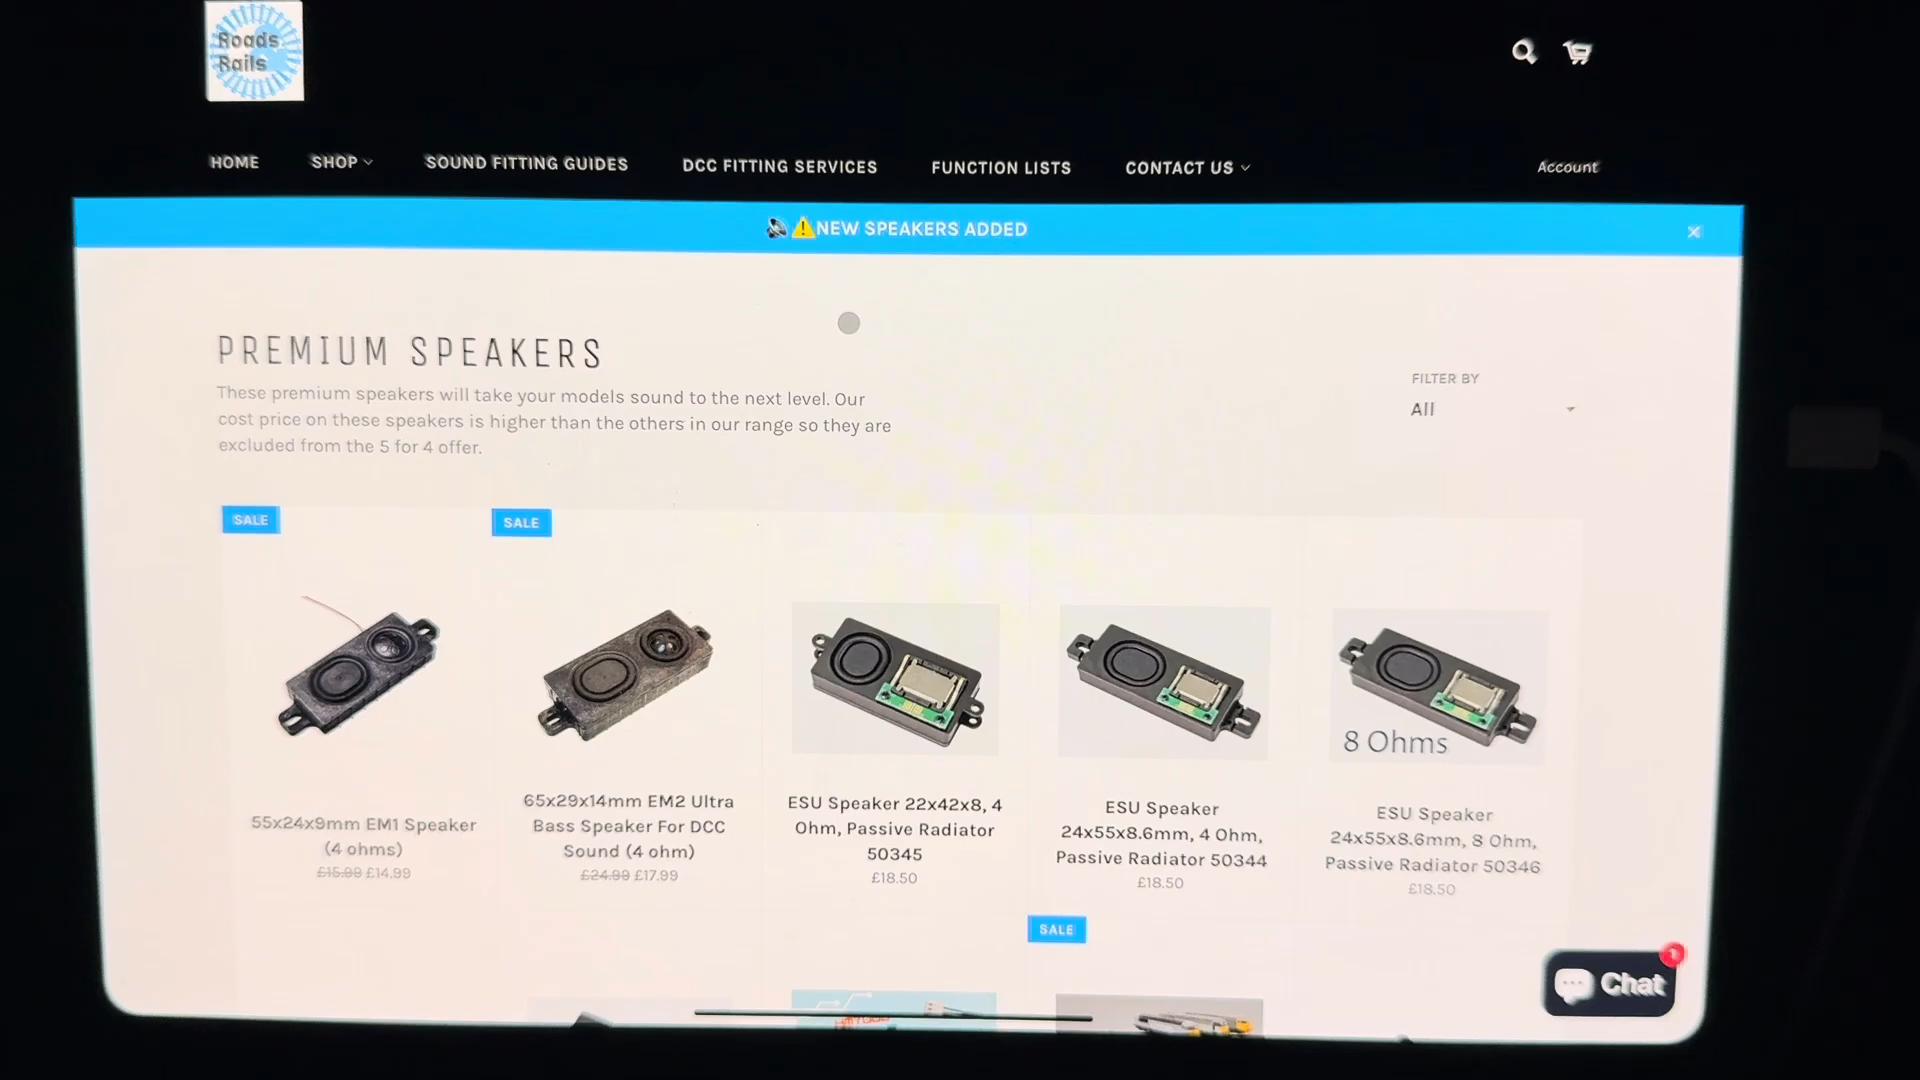 Roads
Rails
HOME
SHOP
SOUND FITTING GUIDES
DCC FITTING SERVICES
FUNCTION LISTS
CONTACT US
Account
NEW SPEAKERS ADDED
PREMIUM SPEAKERS
These premium speakers will take your models sound to the next level. Our
cost price on these speakers is higher than the others in our range so they are
excluded from the 5 for 4 offer.
FILTER BY
All
SALE
SALE
8 Ohms
55x24x9mm EM1 Speaker
(4 ohms)
£15.99 £14.99
65x29x14mm EM2 Ultra
Bass Speaker For DCC
Sound (4 ohm)
£24.99 £17.99
ESU Speaker 22x42x8, 4
Ohm, Passive Radiator
50345
£18.50
ESU Speaker
24x55x8.6mm, 4 Ohm,
Passive Radiator 50344
£18.50
ESU Speaker
24x55x8.6mm, 8 Ohm,
Passive Radiator 50346
£18.50
SALE
Chat
1